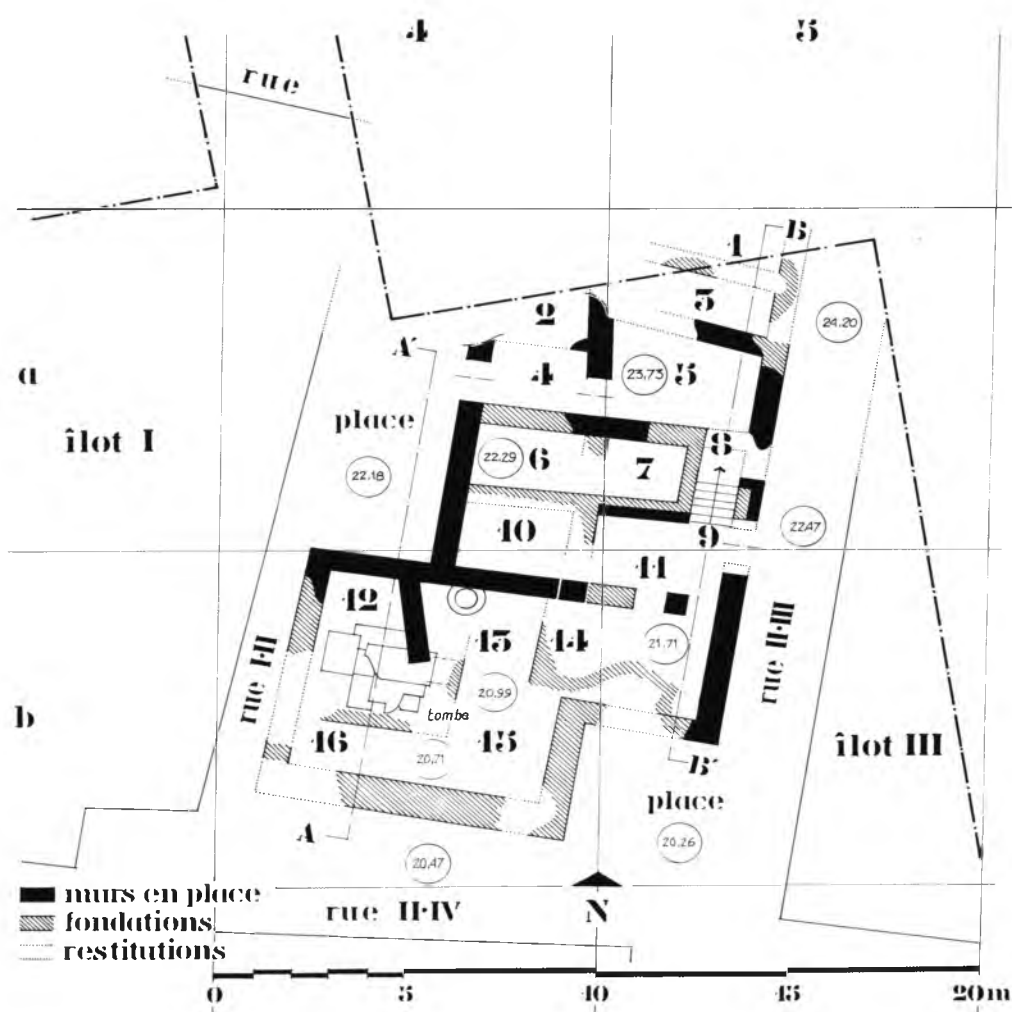 4 5
rue
1 B
3
2
24.20
A'
4
23,73 5
a
îlot I
place
22.18
22.29 6
7
8
10
9
22.47
11
12
13
14
21,71
rue I-II
rue II-III
20.99
b
tombe
16
15
20,71
îlot III
B'
place
A
20.26
20,47
murs en place
fondations
restitutions
rue II-IV
N
0 5 10 15 20m